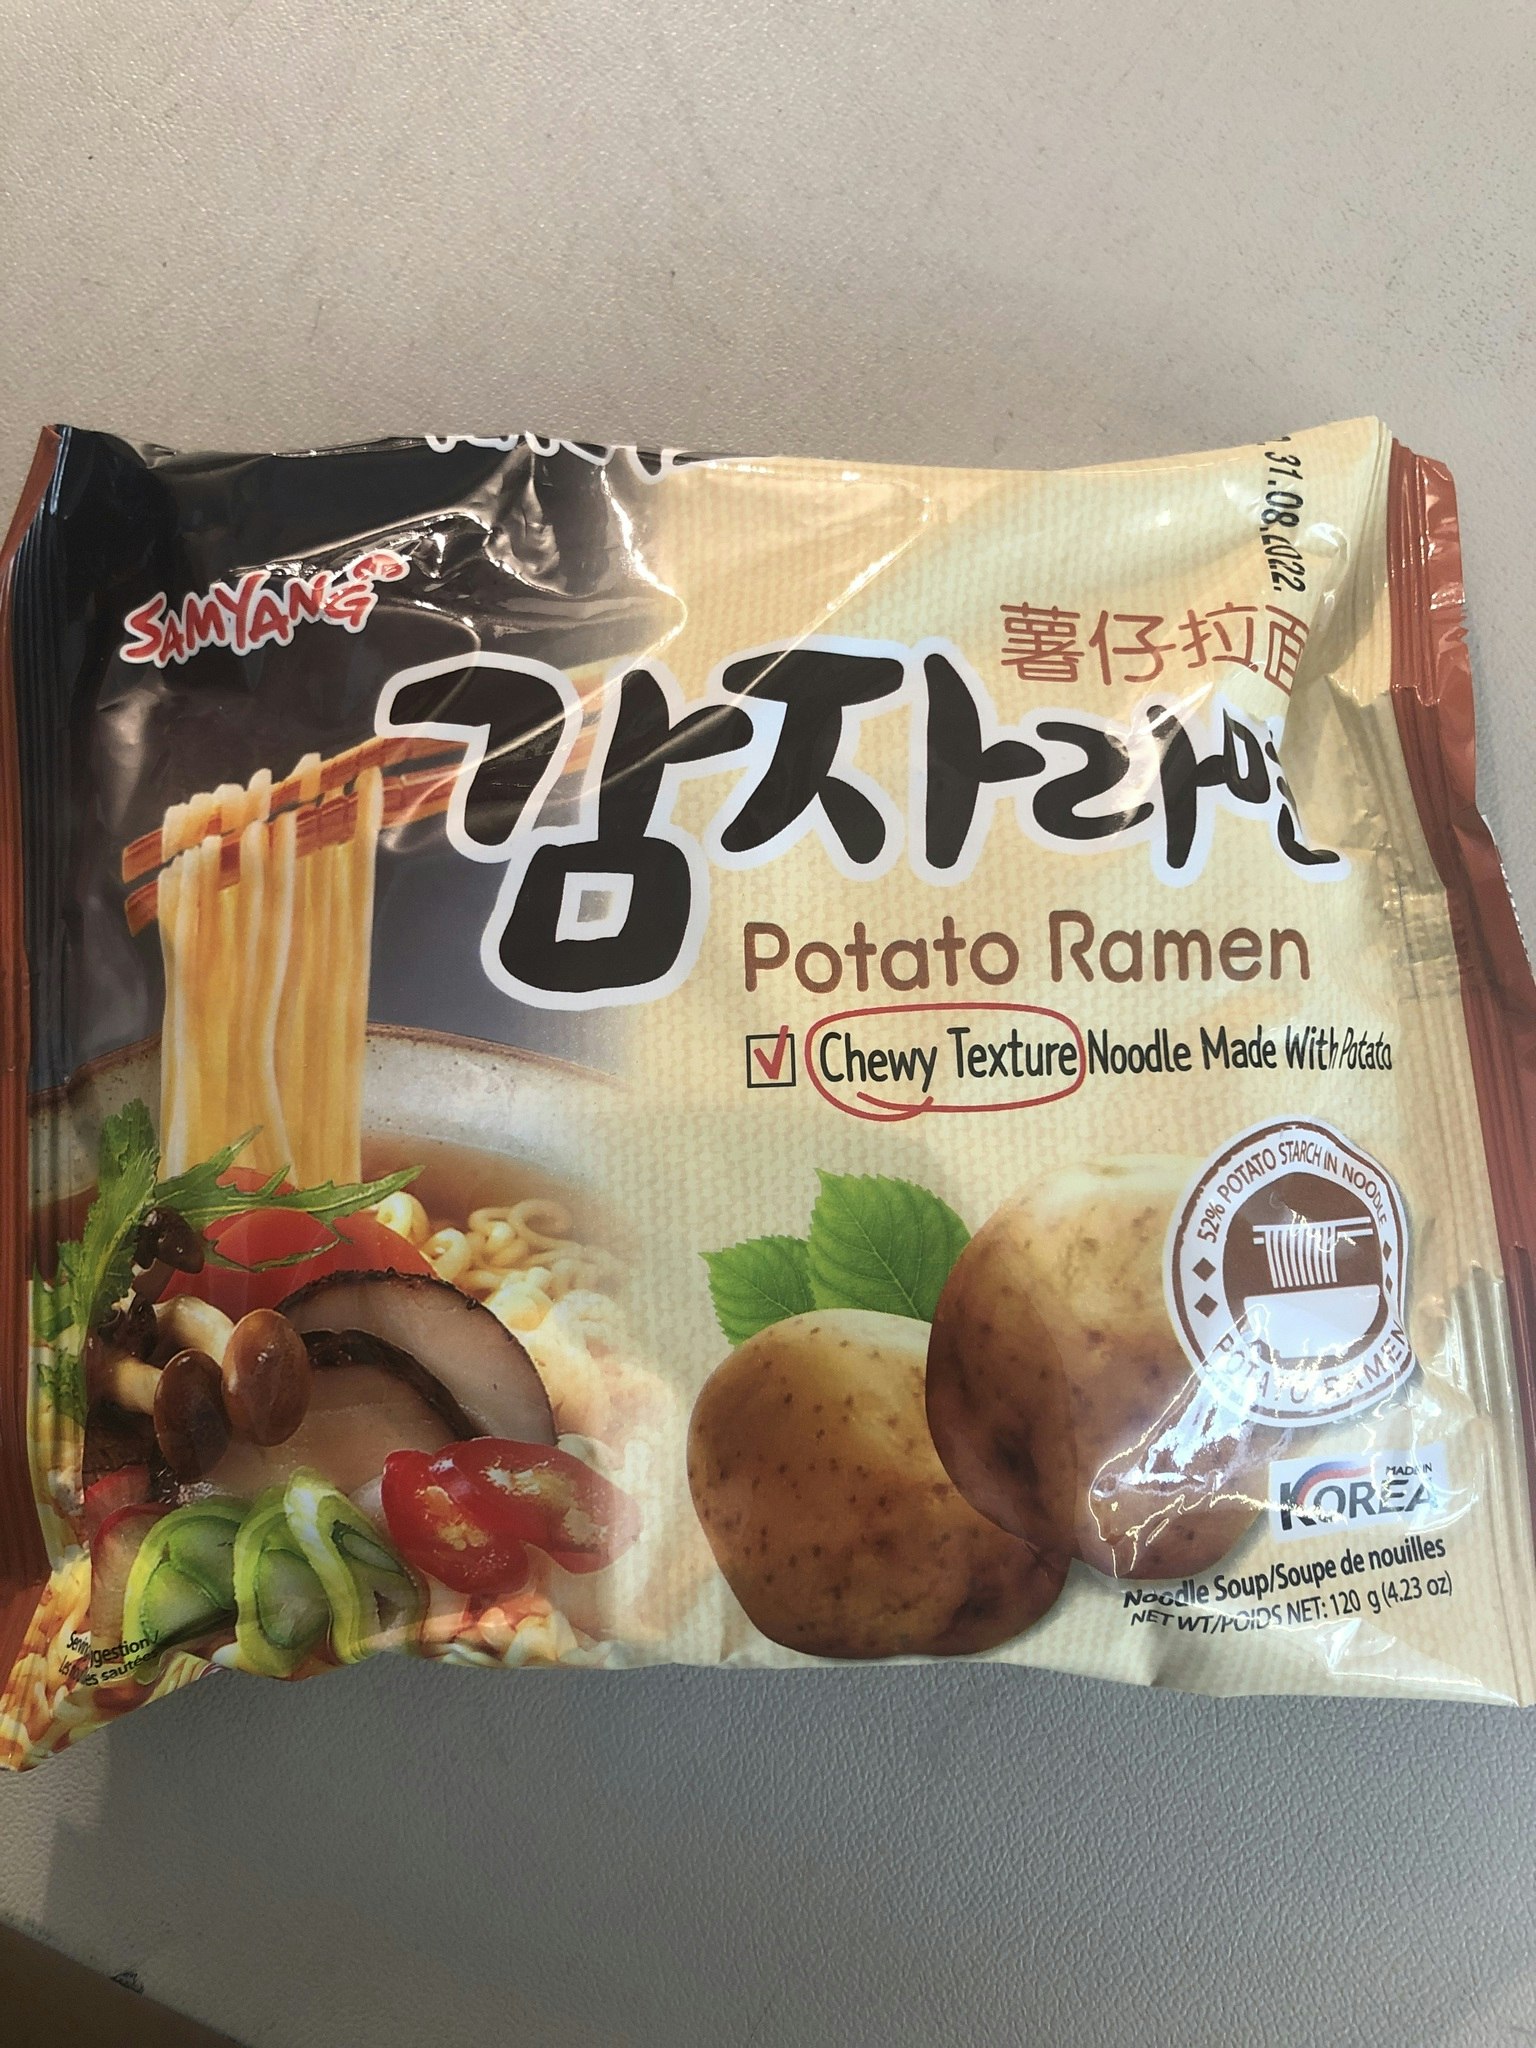 31.08.2022.
SAMYANG
薯仔拉面
감자라면
Potato Ramen
Chewy Texture Noodle Made With Potato
52% POTATO STARCH IN NOODLE
POTATO RAMEN
MADE IN
KOREA
Noodle Soup/Soupe de nouilles
NET WT/POIDS NET: 120 g (4.23 oz)